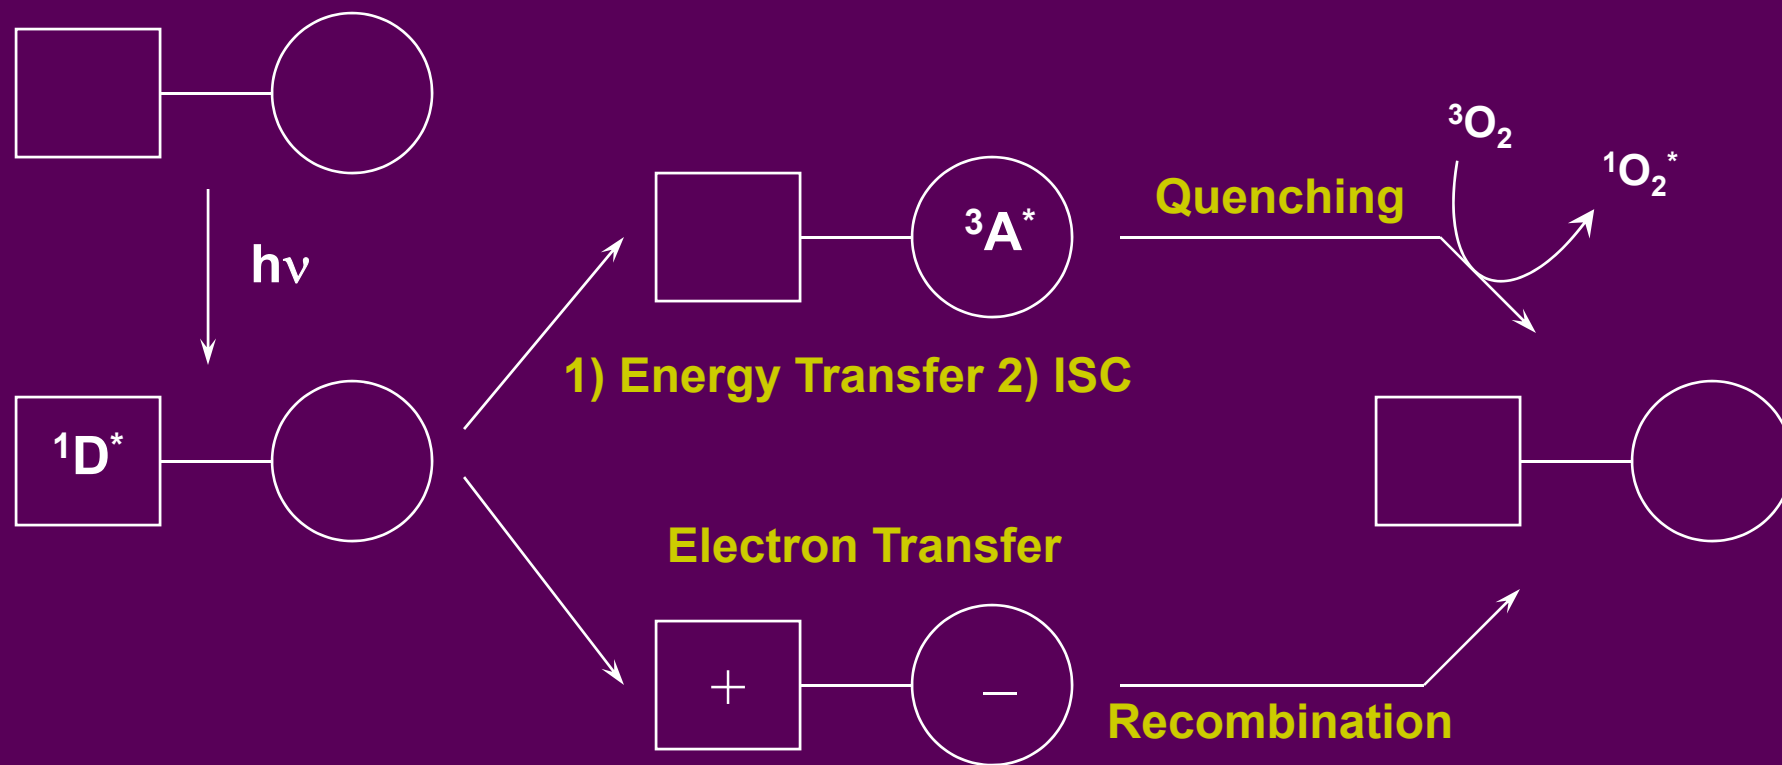 ³O₂
¹O₂*
Quenching
³A*
hν
1) Energy Transfer 2) ISC
¹D*
Electron Transfer
+
–
Recombination